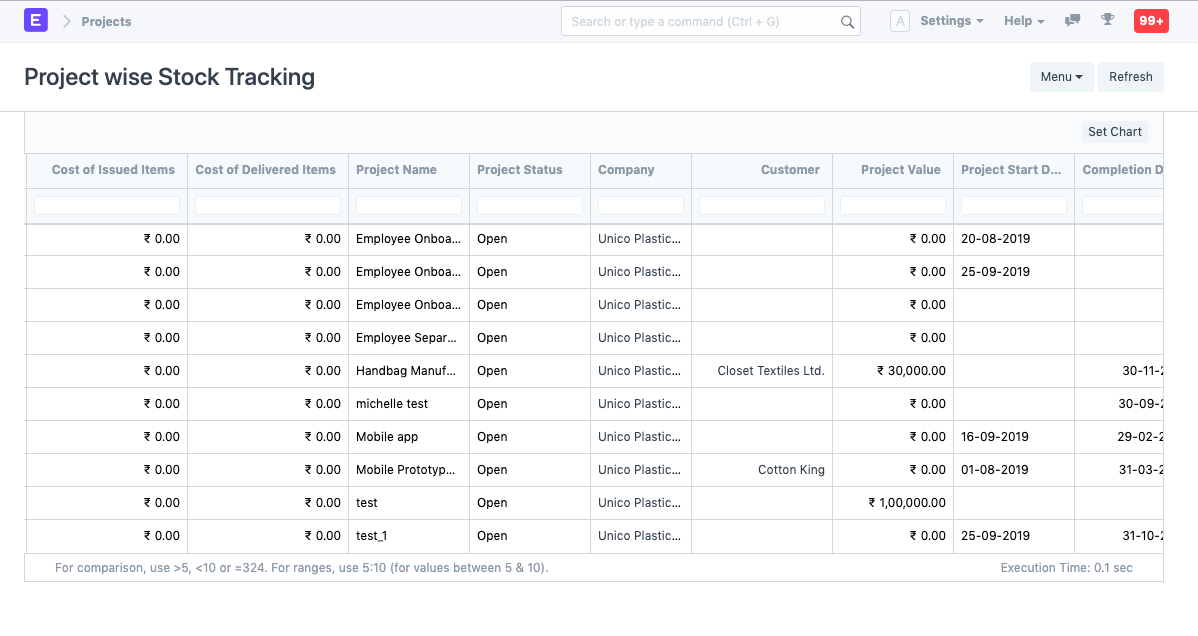 E Projects Search or type a command (Ctrl + G) A Settings Help 99+
Project wise Stock Tracking Menu Refresh
Set Chart
Cost of Issued Items Cost of Delivered Items Project Name Project Status Company Customer Project Value Project Start D... Completion D
₹ 0.00 ₹ 0.00 Employee Onboa... Open Unico Plastic... ₹ 0.00 20-08-2019
₹ 0.00 ₹ 0.00 Employee Onboa... Open Unico Plastic... ₹ 0.00 25-09-2019
₹ 0.00 ₹ 0.00 Employee Onboa... Open Unico Plastic... ₹ 0.00
₹ 0.00 ₹ 0.00 Employee Separ... Open Unico Plastic... ₹ 0.00
₹ 0.00 ₹ 0.00 Handbag Manuf... Open Unico Plastic... Closet Textiles Ltd. ₹ 30,000.00 30-11-2
₹ 0.00 ₹ 0.00 michelle test Open Unico Plastic... ₹ 0.00 30-09-2
₹ 0.00 ₹ 0.00 Mobile app Open Unico Plastic... ₹ 0.00 16-09-2019 29-02-2
₹ 0.00 ₹ 0.00 Mobile Prototyp... Open Unico Plastic... Cotton King ₹ 0.00 01-08-2019 31-03-2
₹ 0.00 ₹ 0.00 test Open Unico Plastic... ₹ 1,00,000.00
₹ 0.00 ₹ 0.00 test_1 Open Unico Plastic... ₹ 0.00 25-09-2019 31-10-2
For comparison, use >5, <10 or =324. For ranges, use 5:10 (for values between 5 & 10). Execution Time: 0.1 sec